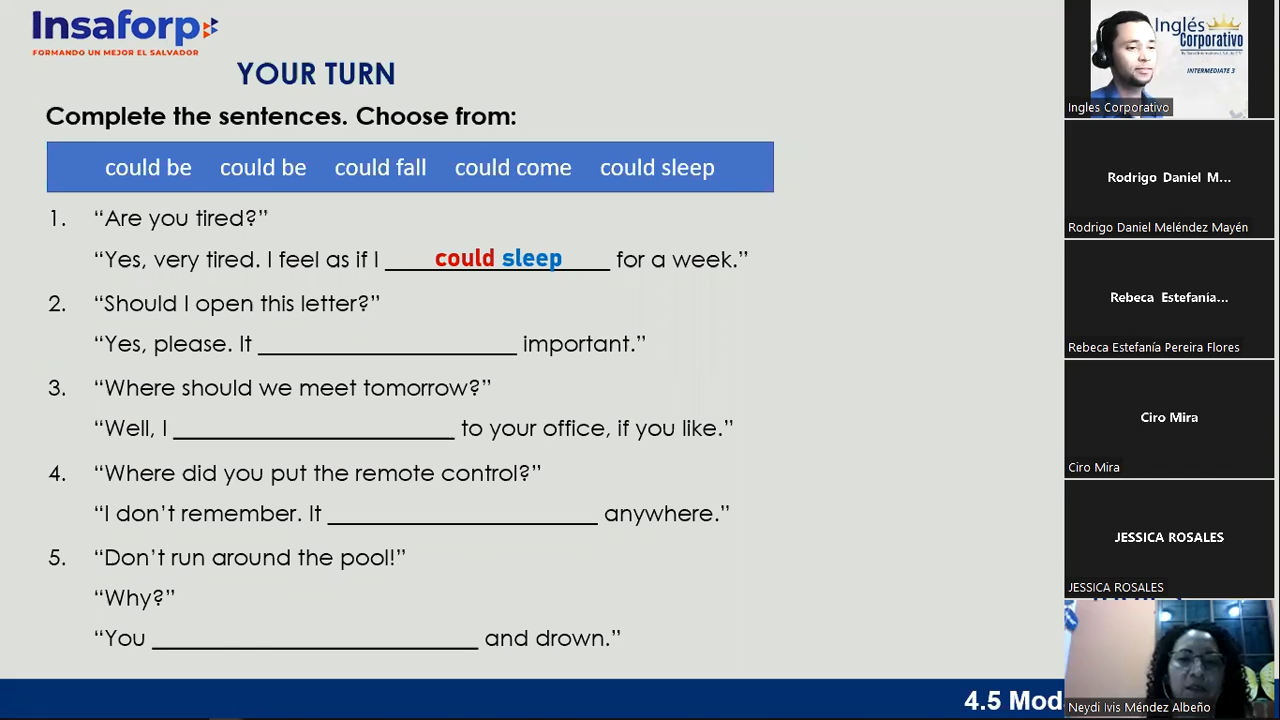 Insaforp
FORMANDO UN MEJOR EL SALVADOR
YOUR TURN
Complete the sentences. Choose from:
could be could be could fall could come could sleep
1. “Are you tired?”
“Yes, very tired. I feel as if I could sleep for a week.”
2. “Should I open this letter?”
“Yes, please. It ____________________ important.”
3. “Where should we meet tomorrow?”
“Well, I ____________________ to your office, if you like.”
4. “Where did you put the remote control?”
“I don’t remember. It ____________________ anywhere.”
5. “Don’t run around the pool!”
“Why?”
“You ____________________ and drown.”
4.5 Mod
Inglés
Corporativo
INTERMEDIATE 3
Ingles Corporativo
Rodrigo Daniel M...
Rodrigo Daniel Meléndez Mayén
Rebeca Estefanía...
Rebeca Estefanía Pereira Flores
Ciro Mira
Ciro Mira
JESSICA ROSALES
JESSICA ROSALES
Neydi Ivis Méndez Albeño